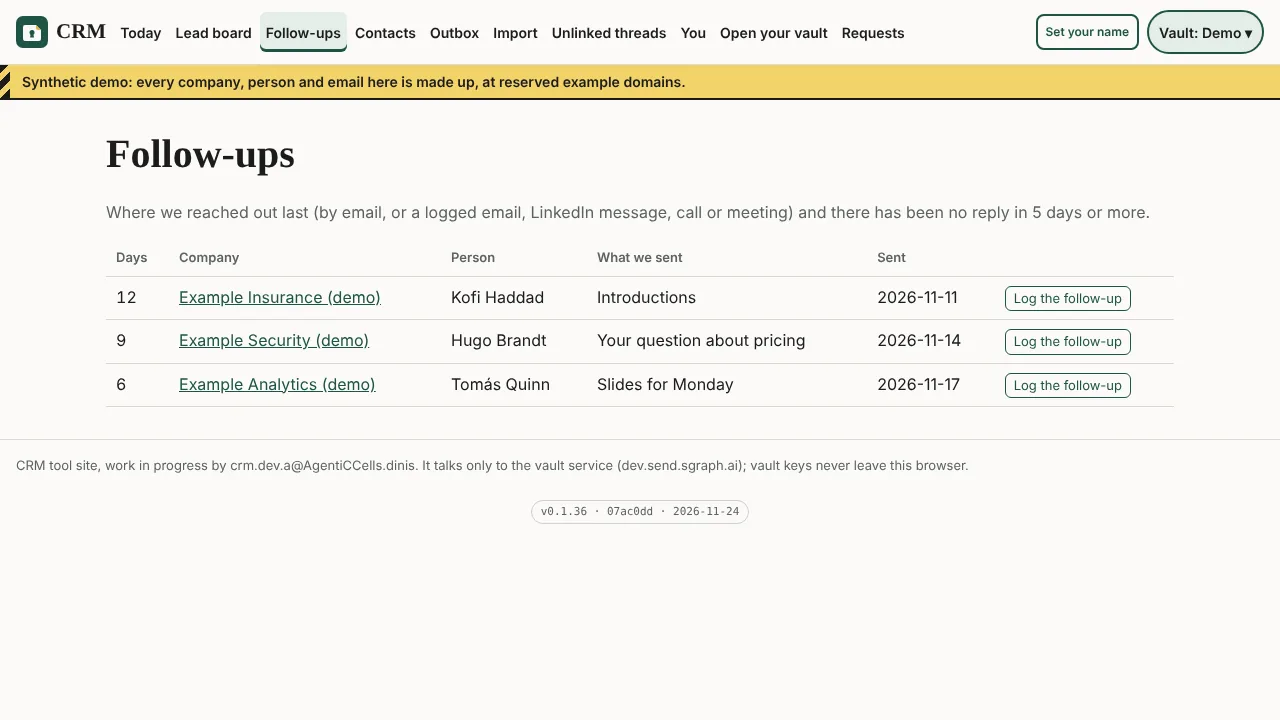 CRM Today Lead board Follow-ups Contacts Outbox Import Unlinked threads You Open your vault Requests Set your name Vault: Demo ▾
Synthetic demo: every company, person and email here is made up, at reserved example domains.
Follow-ups
Where we reached out last (by email, or a logged email, LinkedIn message, call or meeting) and there has been no reply in 5 days or more.
Days Company Person What we sent Sent
12 Example Insurance (demo) Kofi Haddad Introductions 2026-11-11 Log the follow-up
9 Example Security (demo) Hugo Brandt Your question about pricing 2026-11-14 Log the follow-up
6 Example Analytics (demo) Tomás Quinn Slides for Monday 2026-11-17 Log the follow-up
CRM tool site, work in progress by crm.dev.a@AgentiCCells.dinis. It talks only to the vault service (dev.send.sgraph.ai); vault keys never leave this browser.
v0.1.36 · 07ac0dd · 2026-11-24